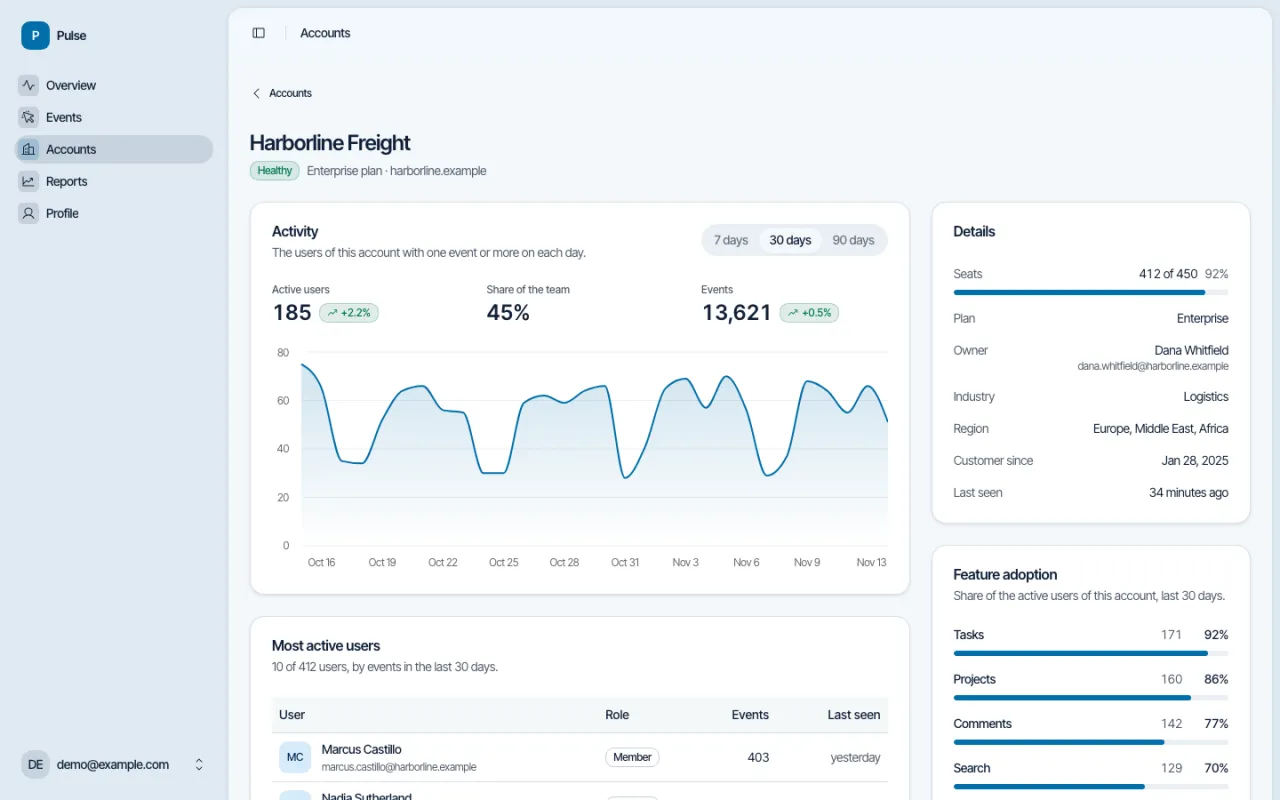 P Pulse
Overview
Events
Accounts
Reports
Profile
DE demo@example.com
Accounts
Accounts
Harborline Freight
Healthy Enterprise plan · harborline.example
Activity
The users of this account with one event or more on each day.
7 days 30 days 90 days
Active users Share of the team Events
185 +2.2% 45% 13,621 +0.5%
80
60
40
20
0
Oct 16 Oct 19 Oct 22 Oct 25 Oct 28 Oct 31 Nov 3 Nov 6 Nov 9 Nov 13
Most active users
10 of 412 users, by events in the last 30 days.
User Role Events Last seen
MC Marcus Castillo Member 403 yesterday
marcus.castillo@harborline.example
Nadia Sutherland
Details
Seats 412 of 450 92%
Plan Enterprise
Owner Dana Whitfield
dana.whitfield@harborline.example
Industry Logistics
Region Europe, Middle East, Africa
Customer since Jan 28, 2025
Last seen 34 minutes ago
Feature adoption
Share of the active users of this account, last 30 days.
Tasks 171 92%
Projects 160 86%
Comments 142 77%
Search 129 70%